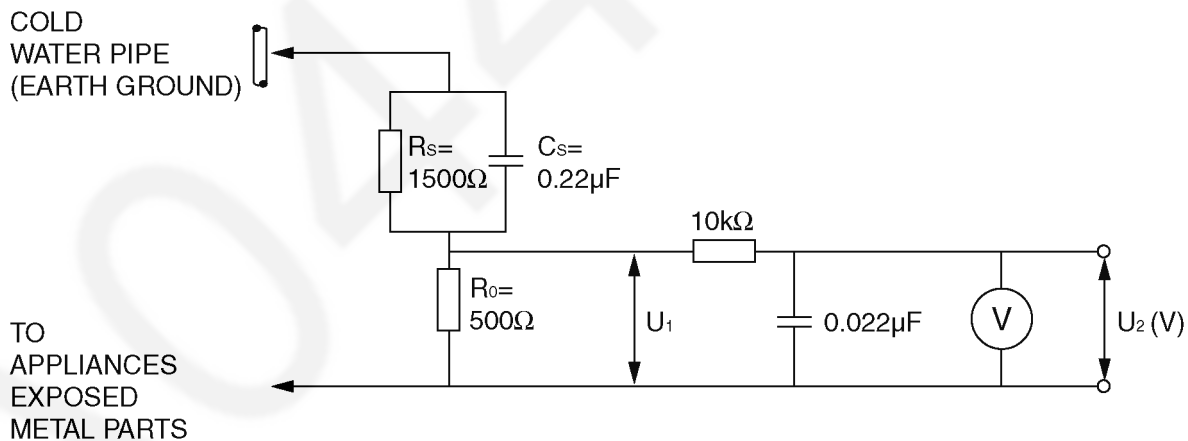 COLD
WATER PIPE
(EARTH GROUND)
Rs=
1500Ω
Cs=
0.22µF
10kΩ
R0=
500Ω
U1
0.022µF
V
U2 (V)
TO
APPLIANCES
EXPOSED
METAL PARTS